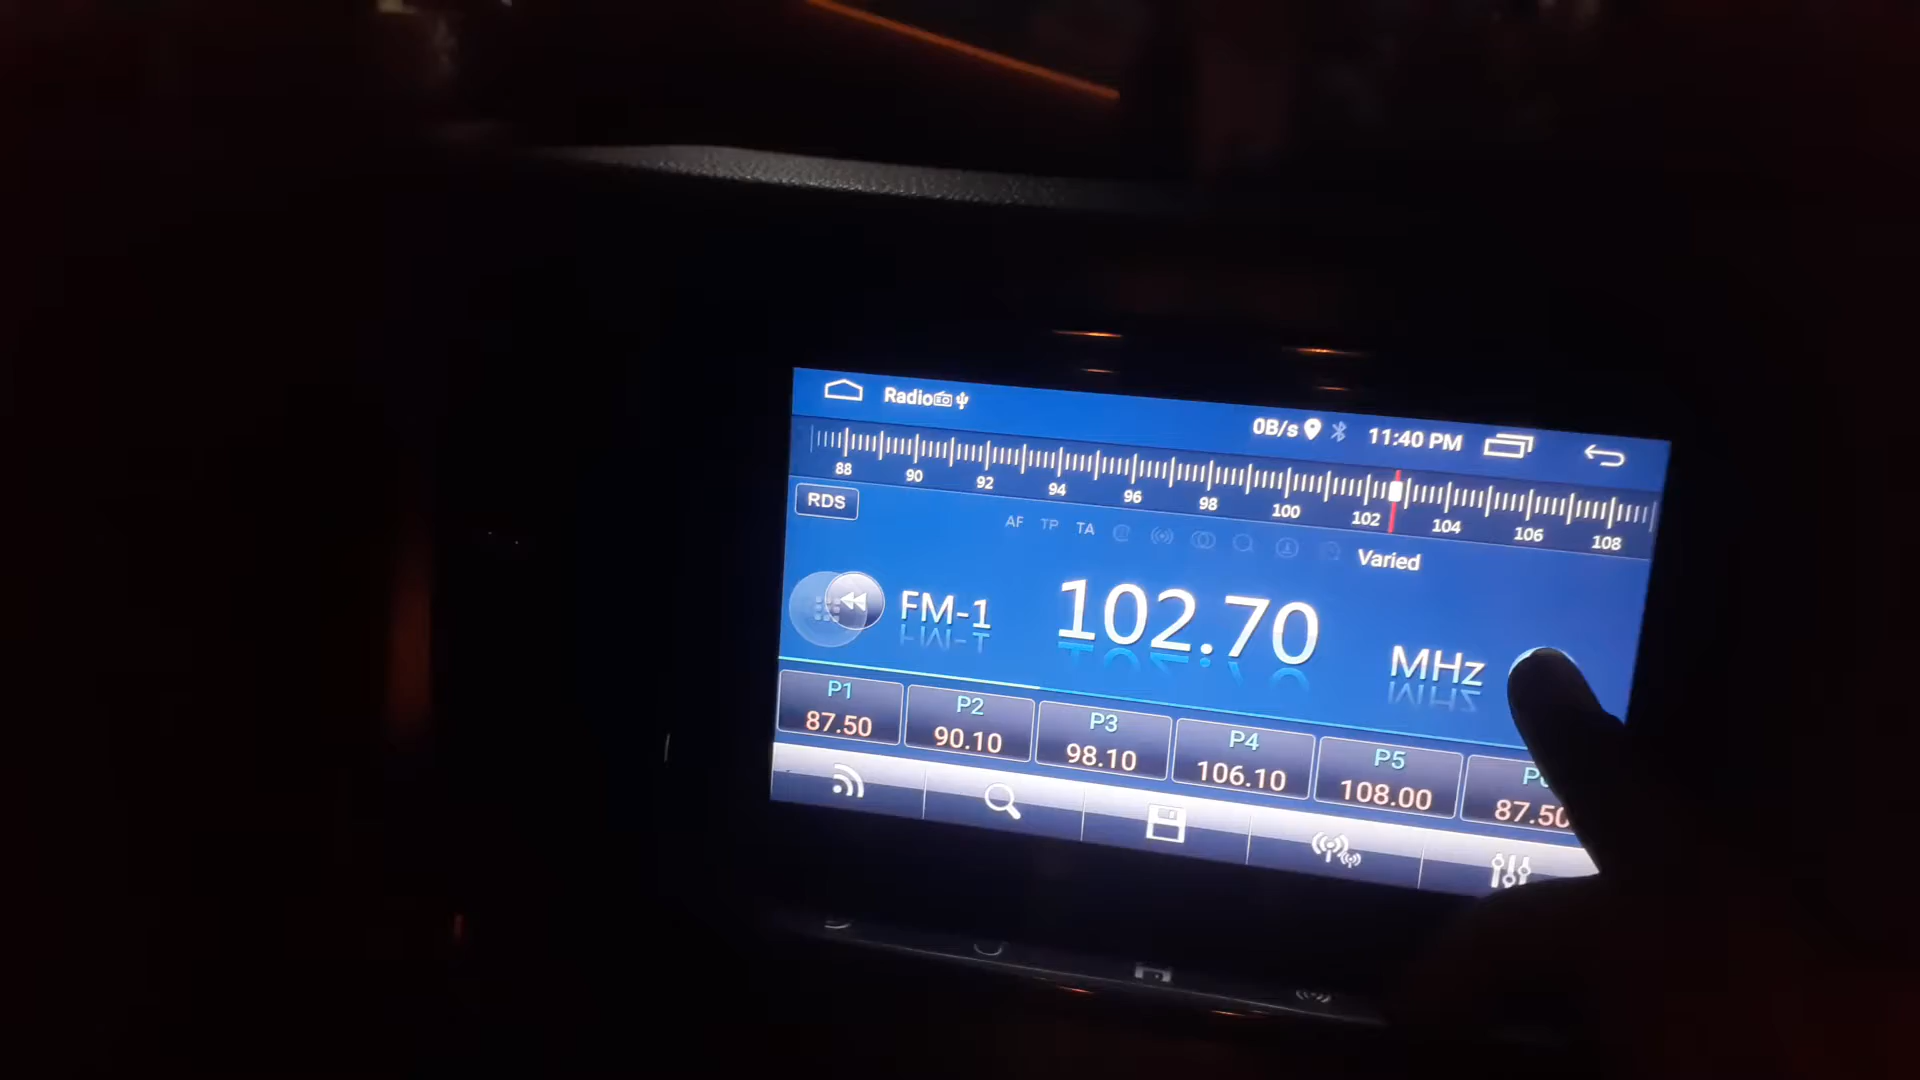 Radio
0B/s 11:40 PM
88 90 92 94 96 98 100 102 104 106 108
RDS
AF TP TA
Varied
FM-1 102.70 MHz
P1 P2 P3 P4 P5
87.50 90.10 98.10 106.10 108.00 87.50